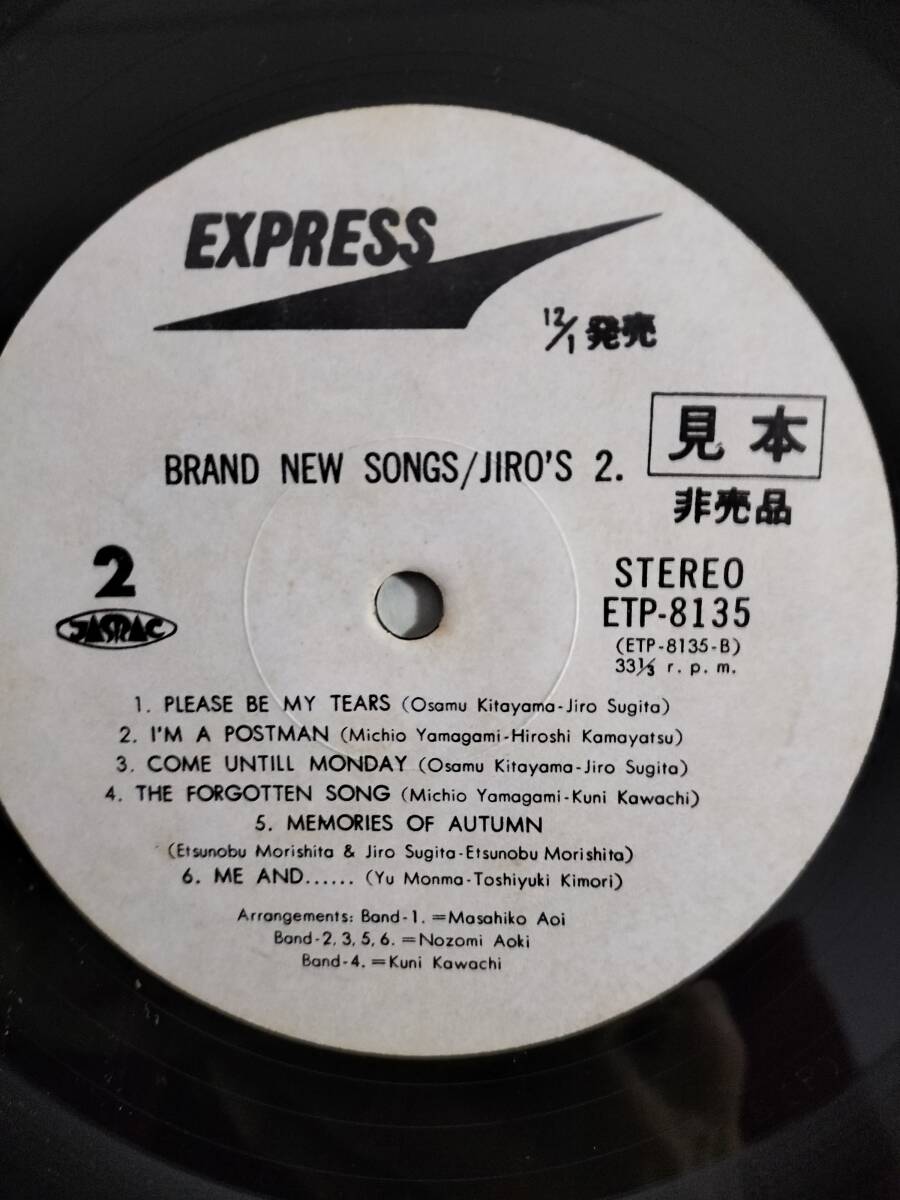 EXPRESS
12/1 発売
見本
BRAND NEW SONGS/JIRO'S 2.
非売品
2
STEREO
JASRAC
ETP-8135
(ETP-8135-B)
33 1/3 r.p.m.
1. PLEASE BE MY TEARS (Osamu Kitayama-Jiro Sugita)
2. I'M A POSTMAN (Michio Yamagami-Hiroshi Kamayatsu)
3. COME UNTILL MONDAY (Osamu Kitayama-Jiro Sugita)
4. THE FORGOTTEN SONG (Michio Yamagami-Kuni Kawachi)
5. MEMORIES OF AUTUMN
(Etsunobu Morishita & Jiro Sugita-Etsunobu Morishita)
6. ME AND...... (Yu Monma-Toshiyuki Kimori)
Arrangements: Band-1.=Masahiko Aoi
Band-2, 3, 5, 6.=Nozomi Aoki
Band-4.=Kuni Kawachi